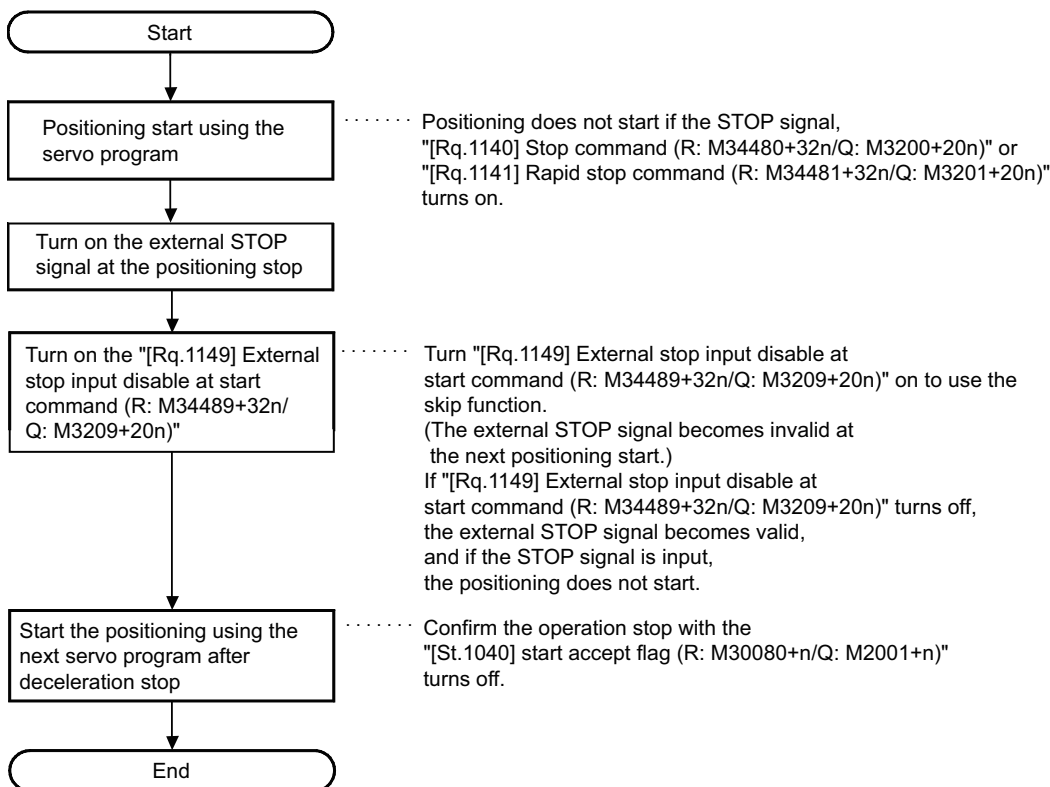 Start
Positioning start using the
servo program
Positioning does not start if the STOP signal,
"[Rq.1140] Stop command (R: M34480+32n/Q: M3200+20n)" or
"[Rq.1141] Rapid stop command (R: M34481+32n/Q: M3201+20n)"
turns on.
Turn on the external STOP
signal at the positioning stop
Turn on the "[Rq.1149] External
stop input disable at start
command (R: M34489+32n/
Q: M3209+20n)"
Turn "[Rq.1149] External stop input disable at
start command (R: M34489+32n/Q: M3209+20n)" on to use the
skip function.
(The external STOP signal becomes invalid at
the next positioning start.)
If "[Rq.1149] External stop input disable at
start command (R: M34489+32n/Q: M3209+20n)" turns off,
the external STOP signal becomes valid,
and if the STOP signal is input,
the positioning does not start.
Start the positioning using the
next servo program after
deceleration stop
Confirm the operation stop with the
"[St.1040] start accept flag (R: M30080+n/Q: M2001+n)"
turns off.
End